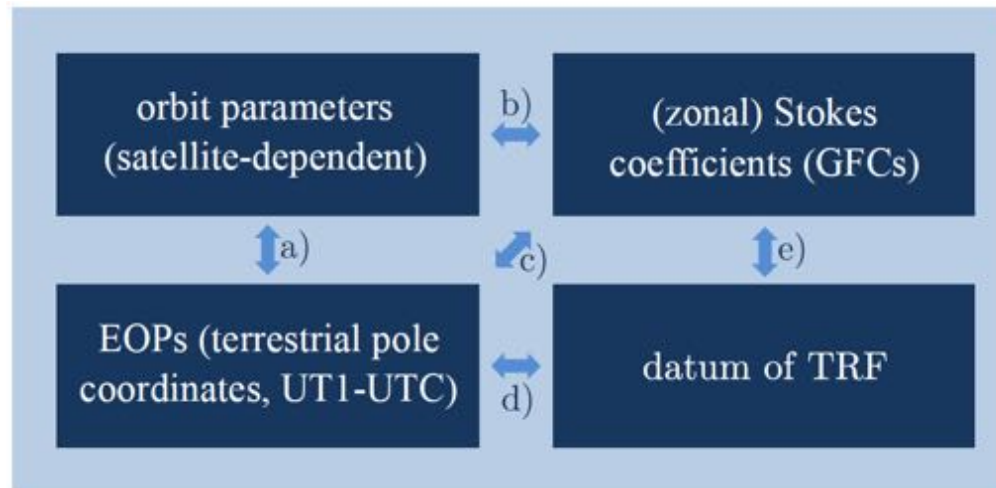 orbit parameters
(satellite-dependent)
b)
(zonal) Stokes
coefficients (GFCs)
a)
c)
e)
EOPs (terrestrial pole
coordinates, UT1-UTC)
d)
datum of TRF